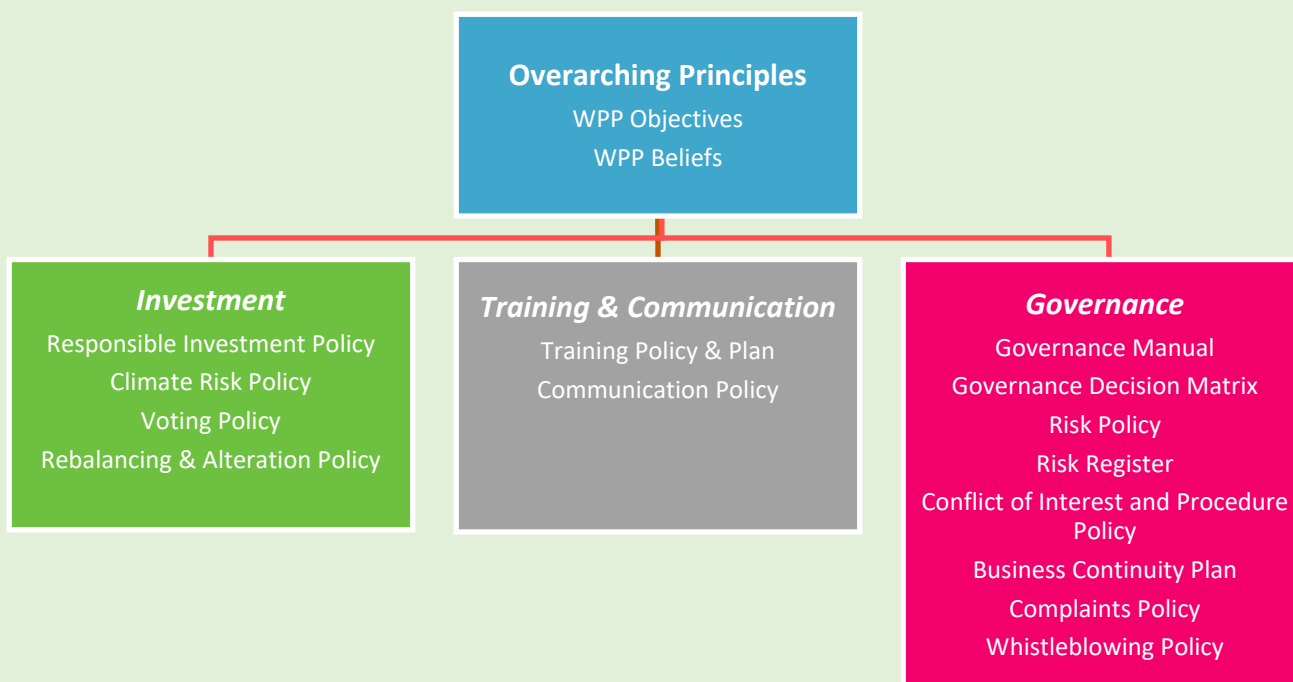 Overarching Principles
WPP Objectives
WPP Beliefs
Investment
Responsible Investment Policy
Climate Risk Policy
Voting Policy
Rebalancing & Alteration Policy
Training & Communication
Training Policy & Plan
Communication Policy
Governance
Governance Manual
Governance Decision Matrix
Risk Policy
Risk Register
Conflict of Interest and Procedure
Policy
Business Continuity Plan
Complaints Policy
Whistleblowing Policy